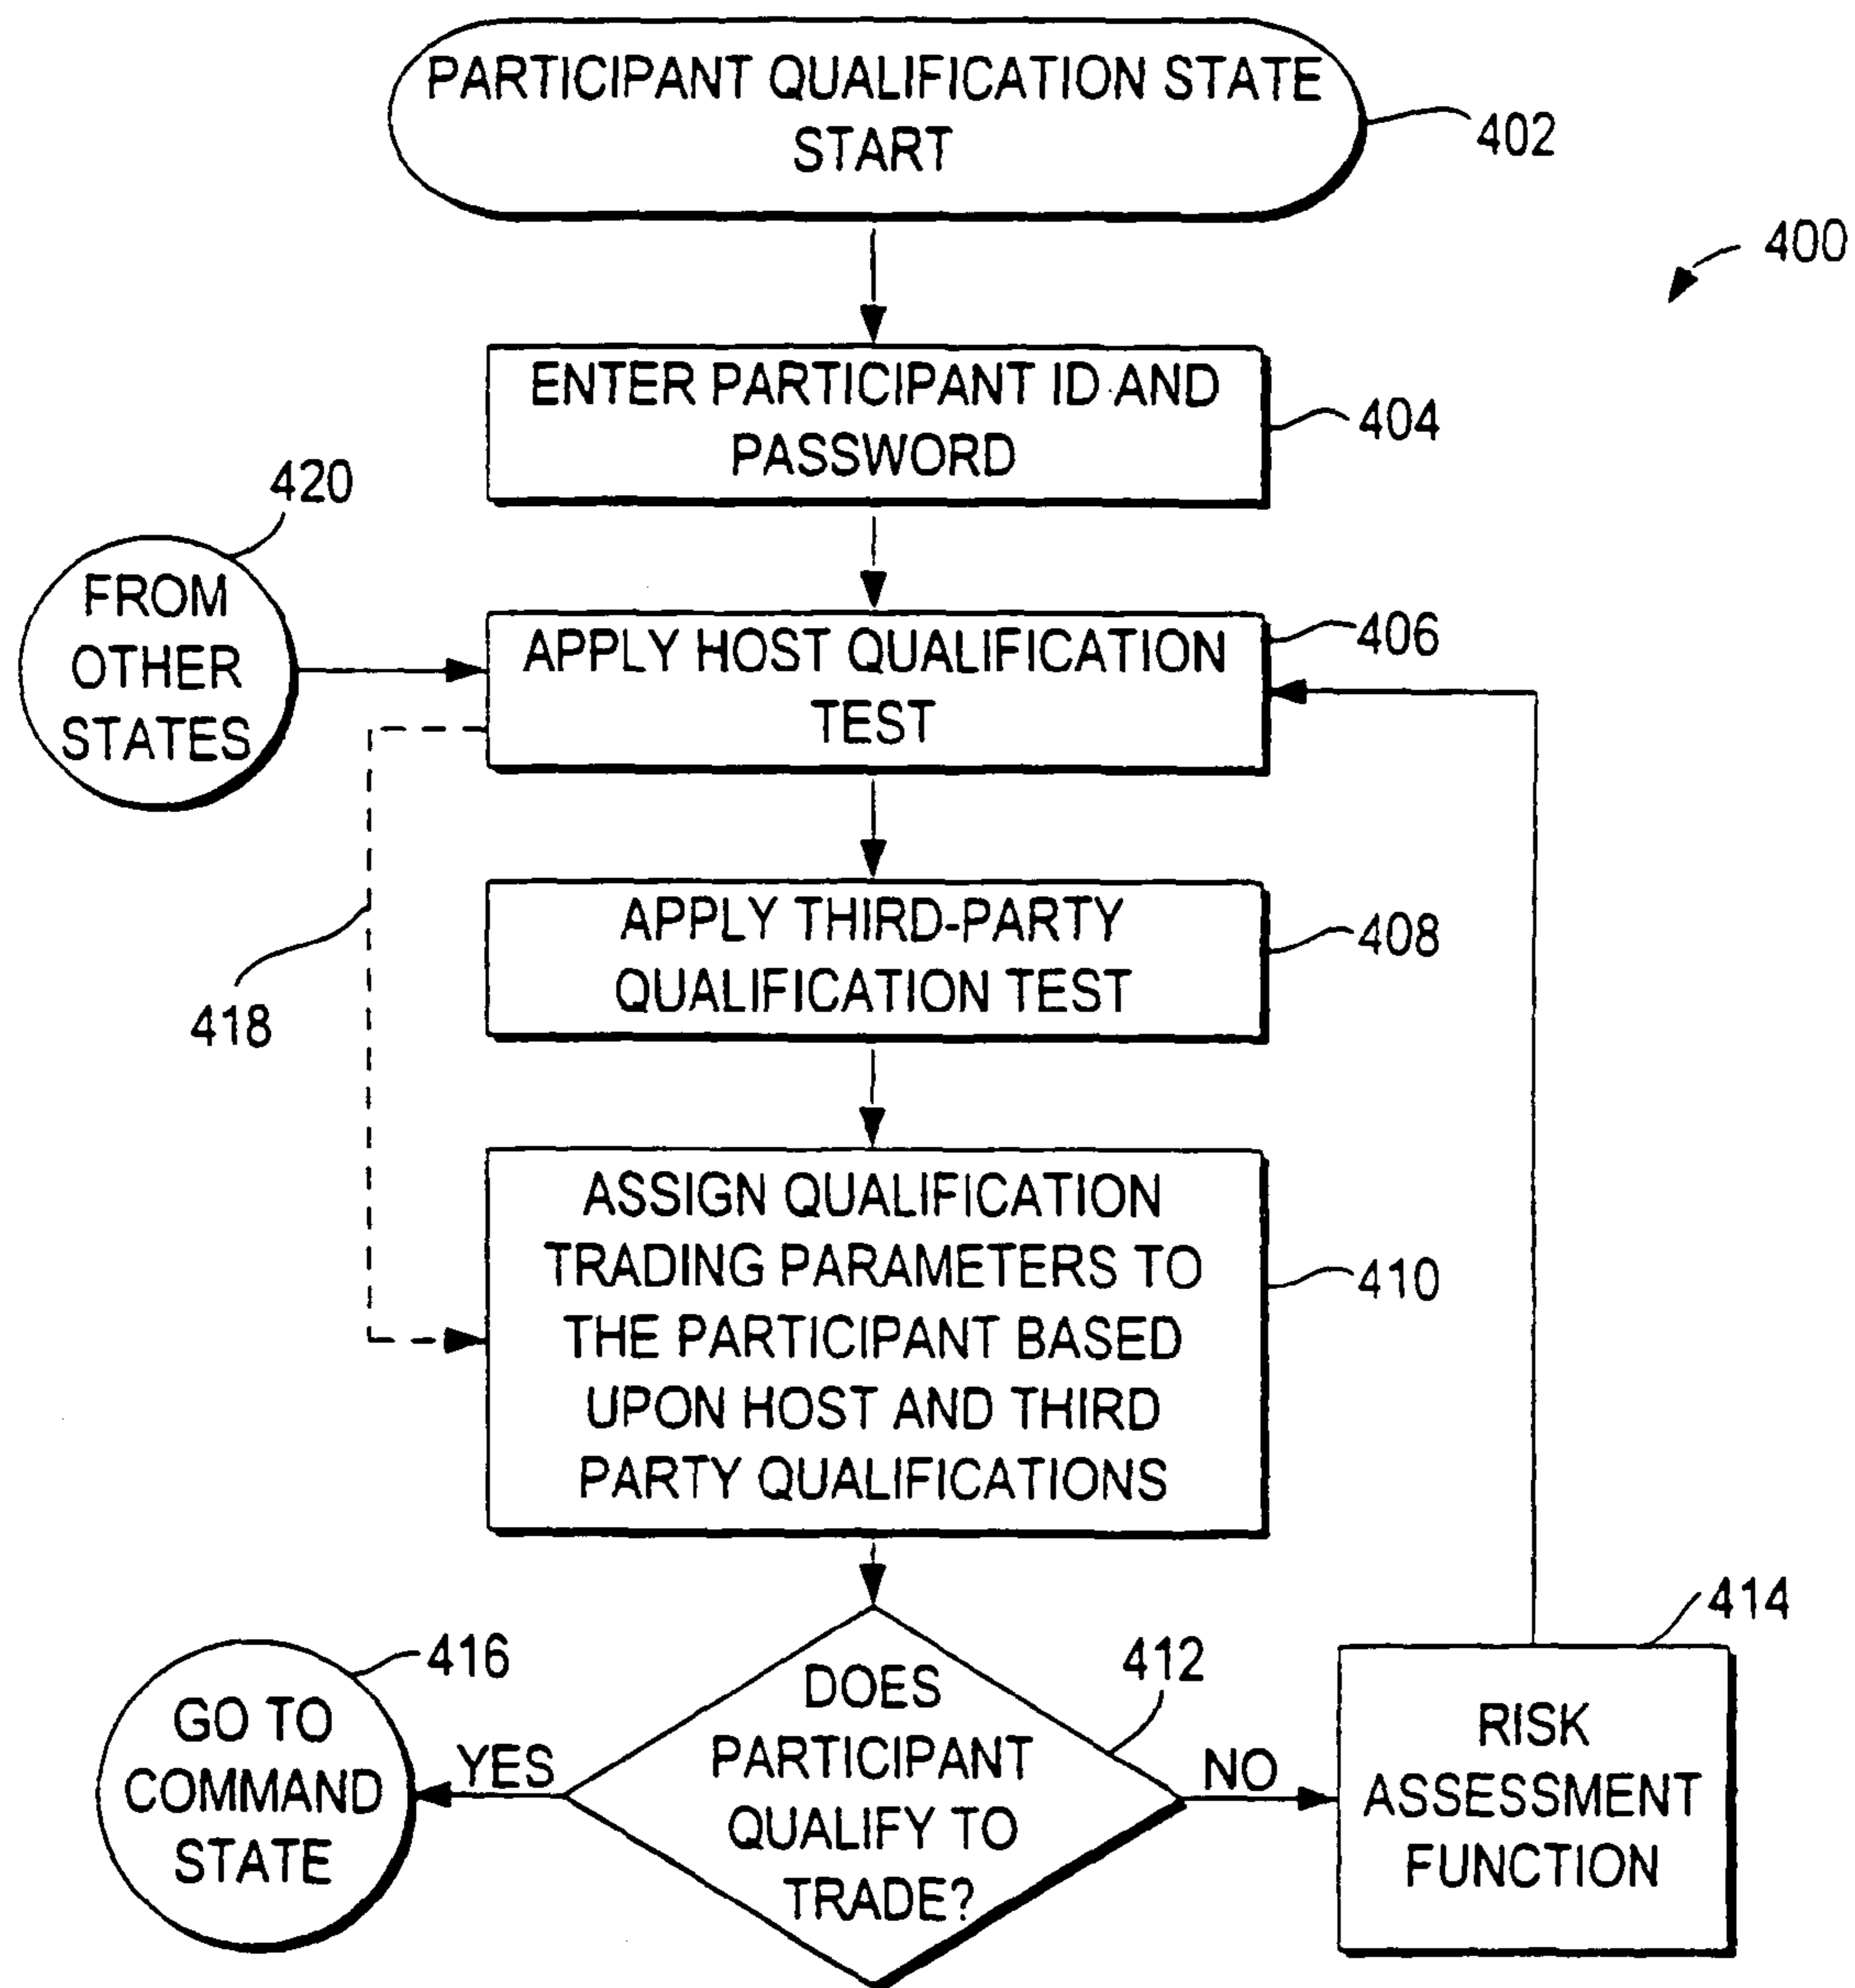 PARTICIPANT QUALIFICATION STATE
START
402
400
ENTER PARTICIPANT ID AND
PASSWORD
404
420
FROM
OTHER
STATES
APPLY HOST QUALIFICATION
TEST
406
418
APPLY THIRD-PARTY
QUALIFICATION TEST
408
ASSIGN QUALIFICATION
TRADING PARAMETERS TO
THE PARTICIPANT BASED
UPON HOST AND THIRD
PARTY QUALIFICATIONS
410
416
GO TO
COMMAND
STATE
YES
DOES
PARTICIPANT
QUALIFY TO
TRADE?
412
NO
414
RISK
ASSESSMENT
FUNCTION